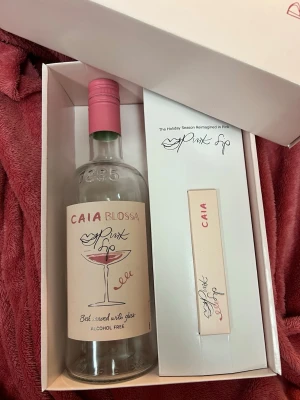 CAIA BLOSSA
Pink
Sip
Best served with glöss
ALCOHOL FREE
The Holiday Season Reimagined in Pink
Pink Sip
CAIA
Pink
Sip